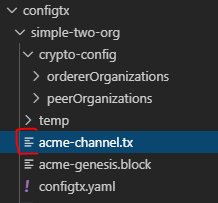 configtx
simple-two-org
crypto-config
ordererOrganizations
peerOrganizations
temp
acme-channel.tx
acme-genesis.block
configtx.yaml